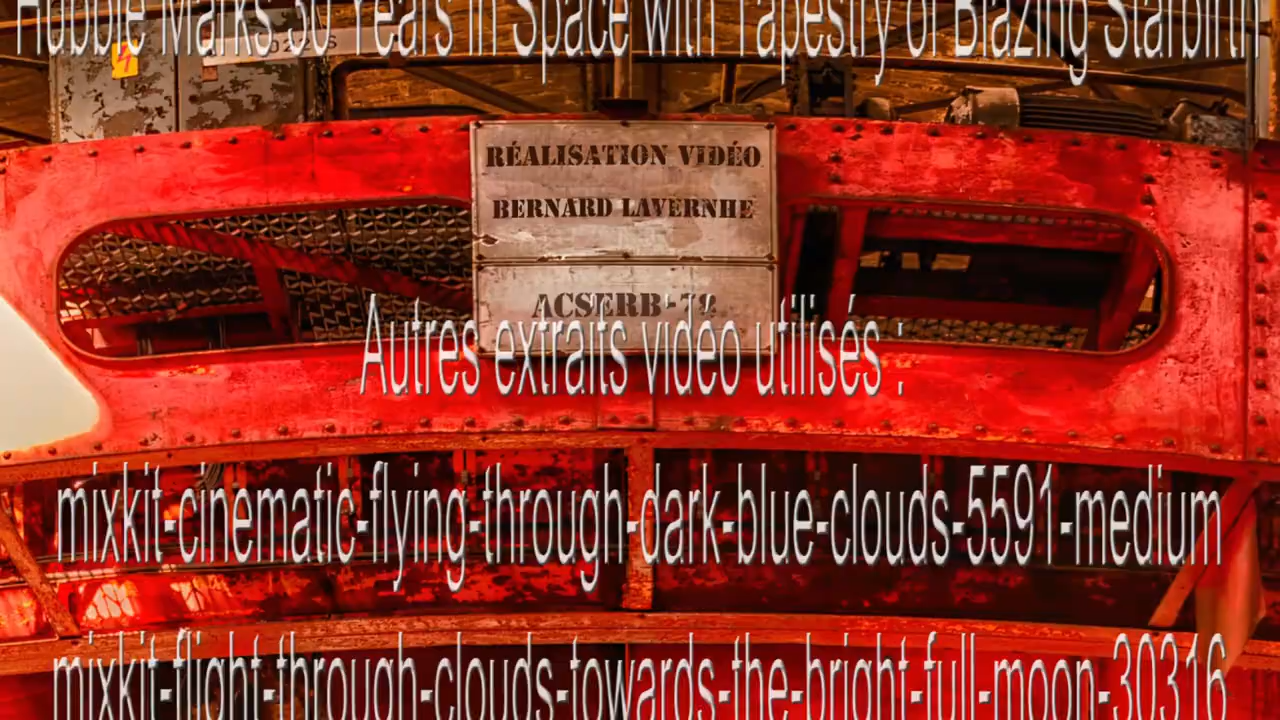 Hubble Marks 30 Years in Space with Tapestry of Blazing Starbirth
RÉALISATION VIDÉO
BERNARD LAVERNHE
ACSERB-78
Autres extraits vidéo utilisés :
mixkit-cinematic-flying-through-dark-blue-clouds-5591-medium
mixkit-flight-through-clouds-towards-the-bright-full-moon-30316